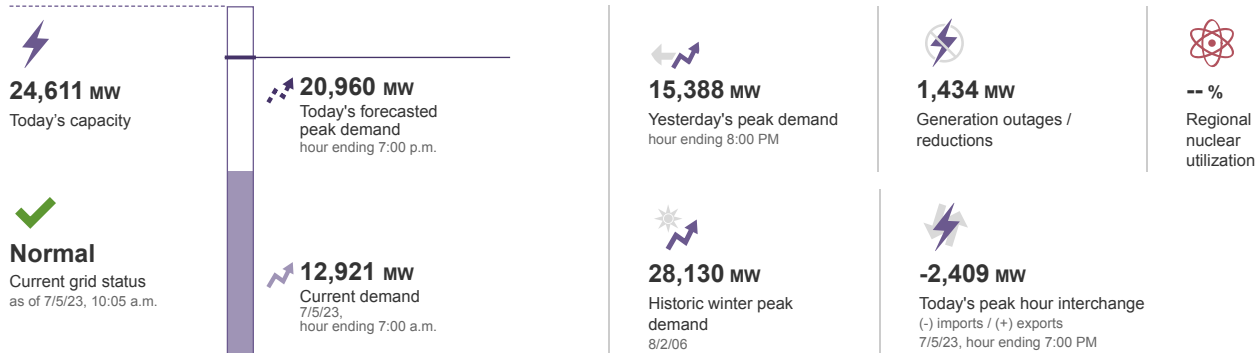 24,611 MW
Today's capacity
Normal
Current grid status
as of 7/5/23, 10:05 a.m.
20,960 MW
Today's forecasted
peak demand
hour ending 7:00 p.m.
12,921 MW
Current demand
7/5/23,
hour ending 7:00 a.m.
15,388 MW
Yesterday's peak demand
hour ending 8:00 PM
1,434 MW
Generation outages /
reductions
-- %
Regional
nuclear
utilization
28,130 MW
Historic winter peak
demand
8/2/06
-2,409 MW
Today's peak hour interchange
(-) imports / (+) exports
7/5/23, hour ending 7:00 PM